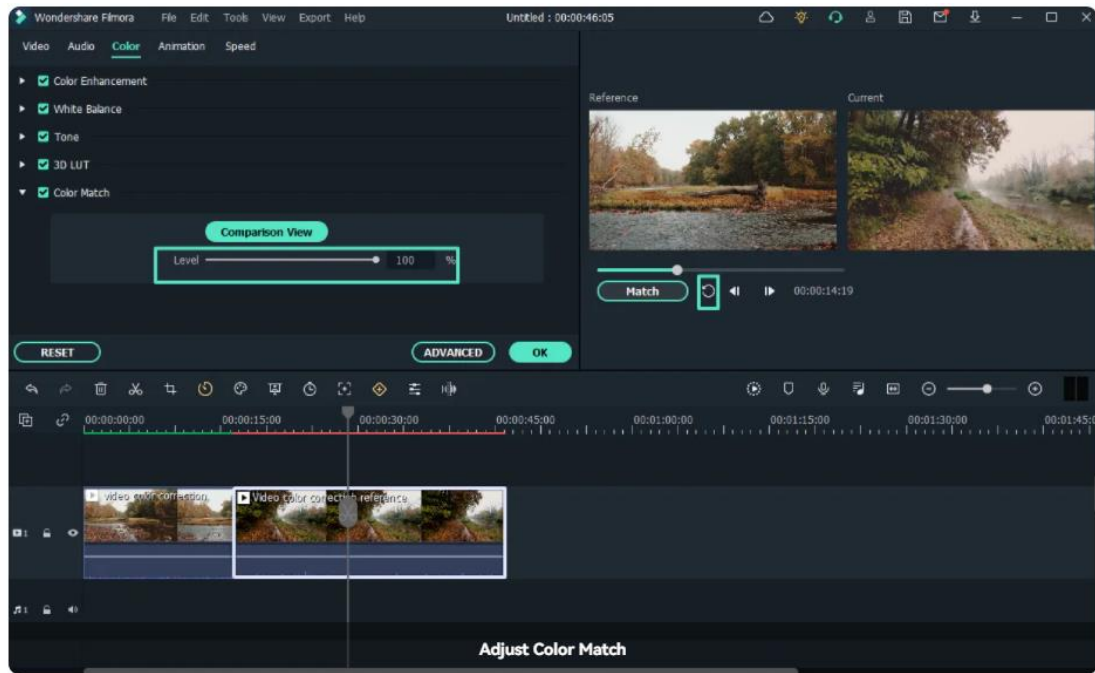 Wondershare Filmora File Edit Tools View Export Help Untitled : 00:00:46:05
Video Audio Color Animation Speed
Color Enhancement
White Balance
Tone
3D LUT
Color Match
Comparison View
Level 100 %
RESET ADVANCED OK
Reference Current
Match 00:00:14:19
00:00:00:00 00:00:15:00 00:00:30:00 00:00:45:00 00:01:00:00 00:01:15:00 00:01:30:00 00:01:45:0
video color correction. Video color corection reference.
1
1
Adjust Color Match